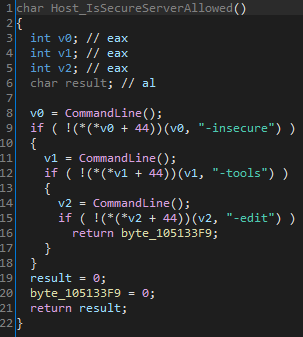 1 char Host_IsSecureServerAllowed()
2 {
3 int v0; // eax
4 int v1; // eax
5 int v2; // eax
6 char result; // al
7
8 v0 = CommandLine();
9 if ( !(*(*v0 + 44))(v0, "-insecure") )
10 {
11 v1 = CommandLine();
12 if ( !(*(*v1 + 44))(v1, "-tools") )
13 {
14 v2 = CommandLine();
15 if ( !(*(*v2 + 44))(v2, "-edit") )
16 return byte_105133F9;
17 }
18 }
19 result = 0;
20 byte_105133F9 = 0;
21 return result;
22 }